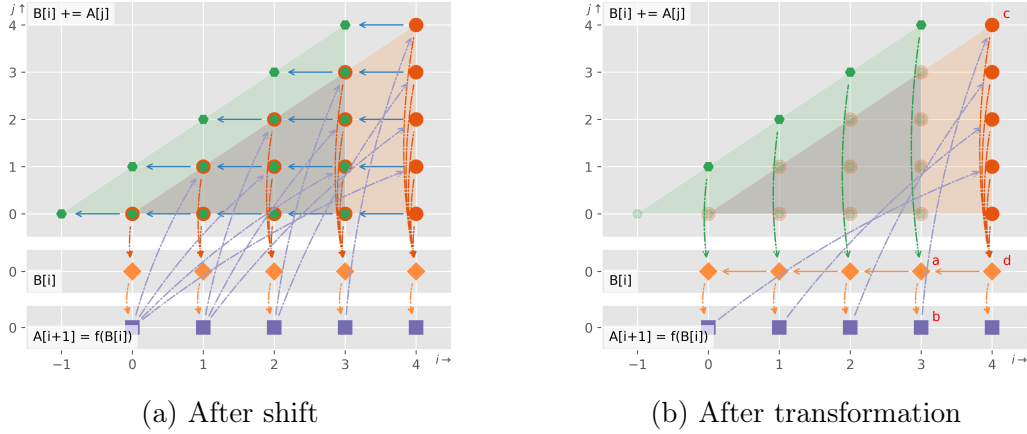 j↑
B[i] += A[j]
4
3
2
1
0
0
B[i]
0
A[i+1] = f(B[i])
−1 0 1 2 3 4 i→
(a) After shift
j↑
B[i] += A[j]
c
4
3
2
1
0
a d
0
B[i]
b
0
A[i+1] = f(B[i])
−1 0 1 2 3 4 i→
(b) After transformation